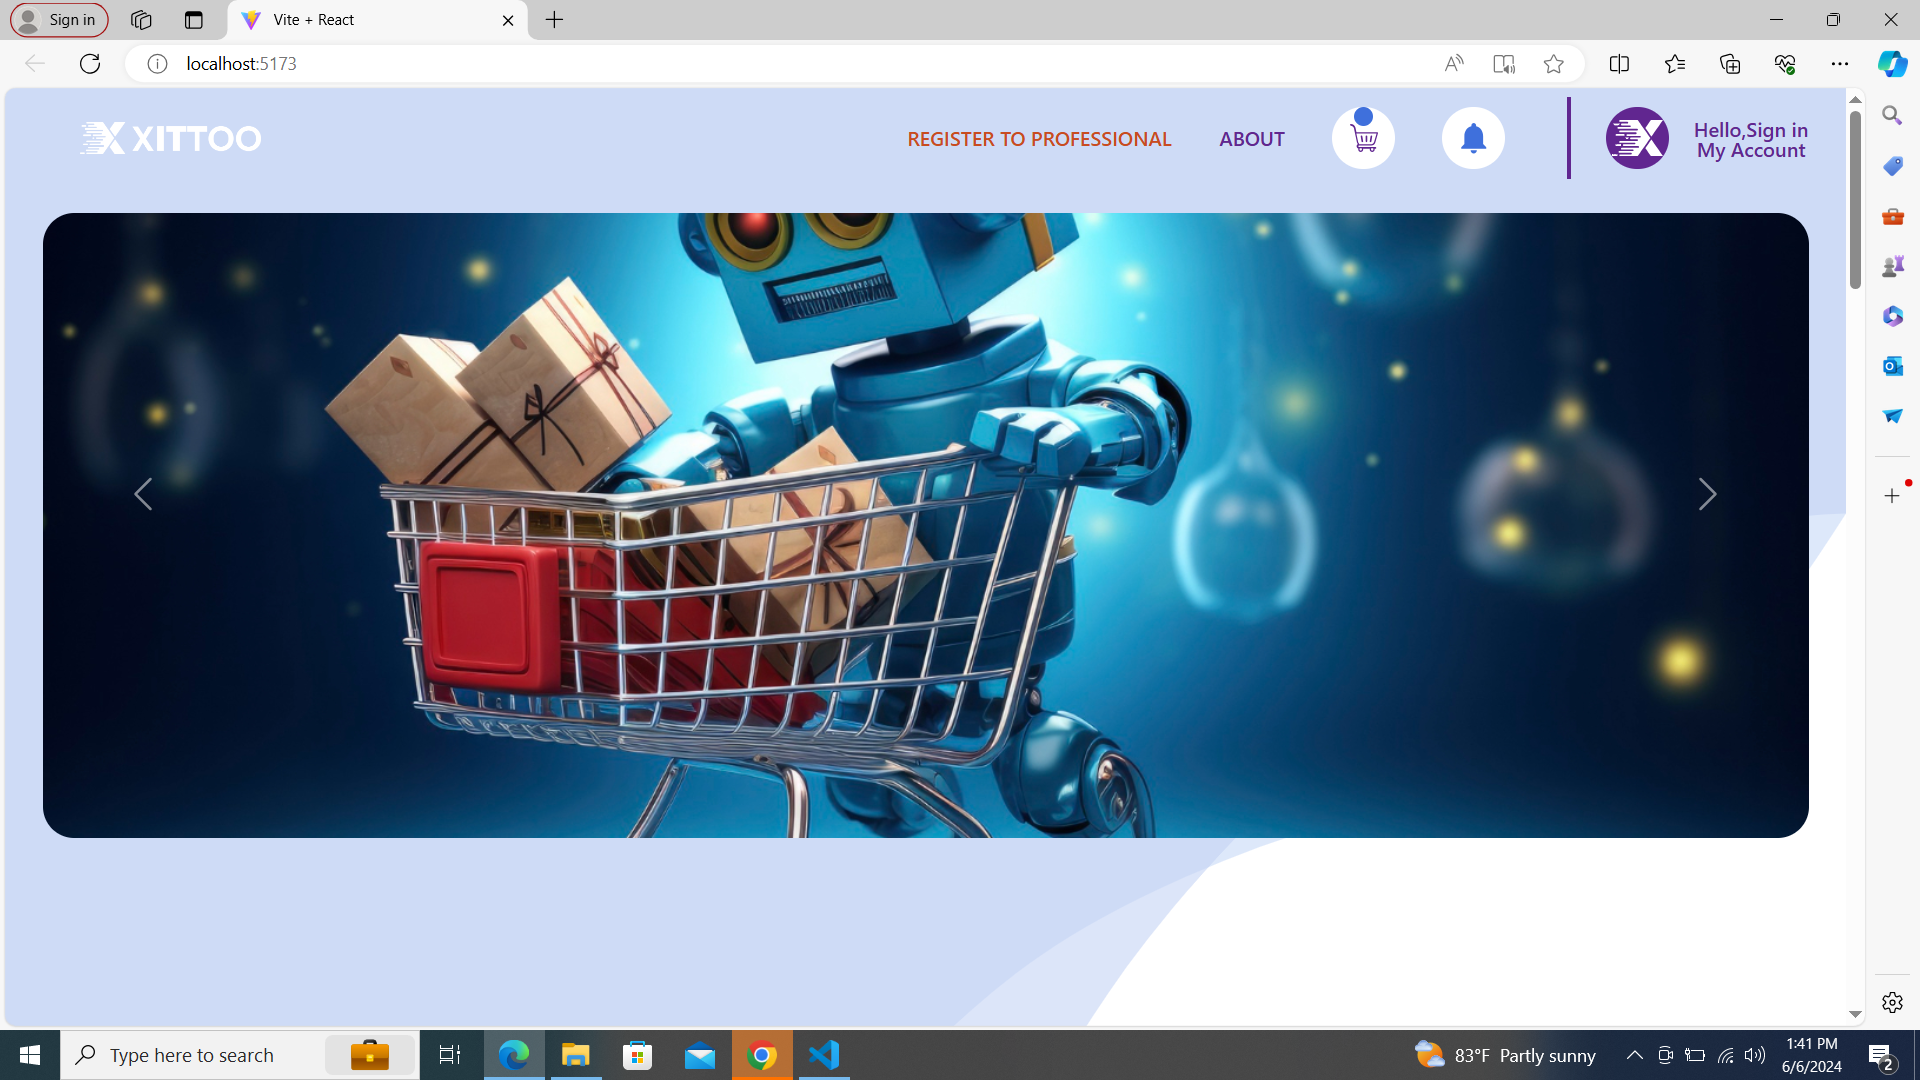 Sign in
Vite + React
localhost:5173
XITTOO
REGISTER TO PROFESSIONAL
ABOUT
Hello,Sign in
My Account
Type here to search
83°F Partly sunny
1:41 PM
6/6/2024
2